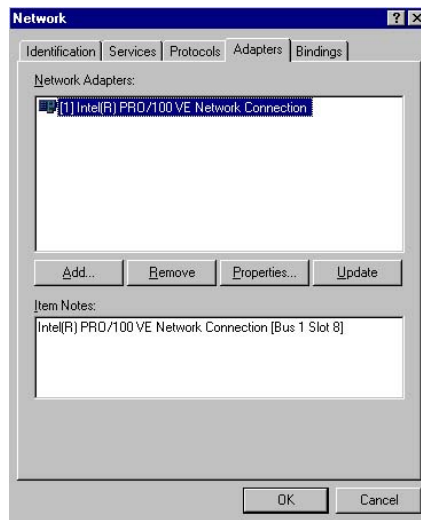 Network
Identification Services Protocols Adapters Bindings
Network Adapters:
[1] Intel(R) PRO/100 VE Network Connection
Add... Remove Properties... Update
Item Notes:
Intel(R) PRO/100 VE Network Connection [Bus 1 Slot 8]
OK Cancel